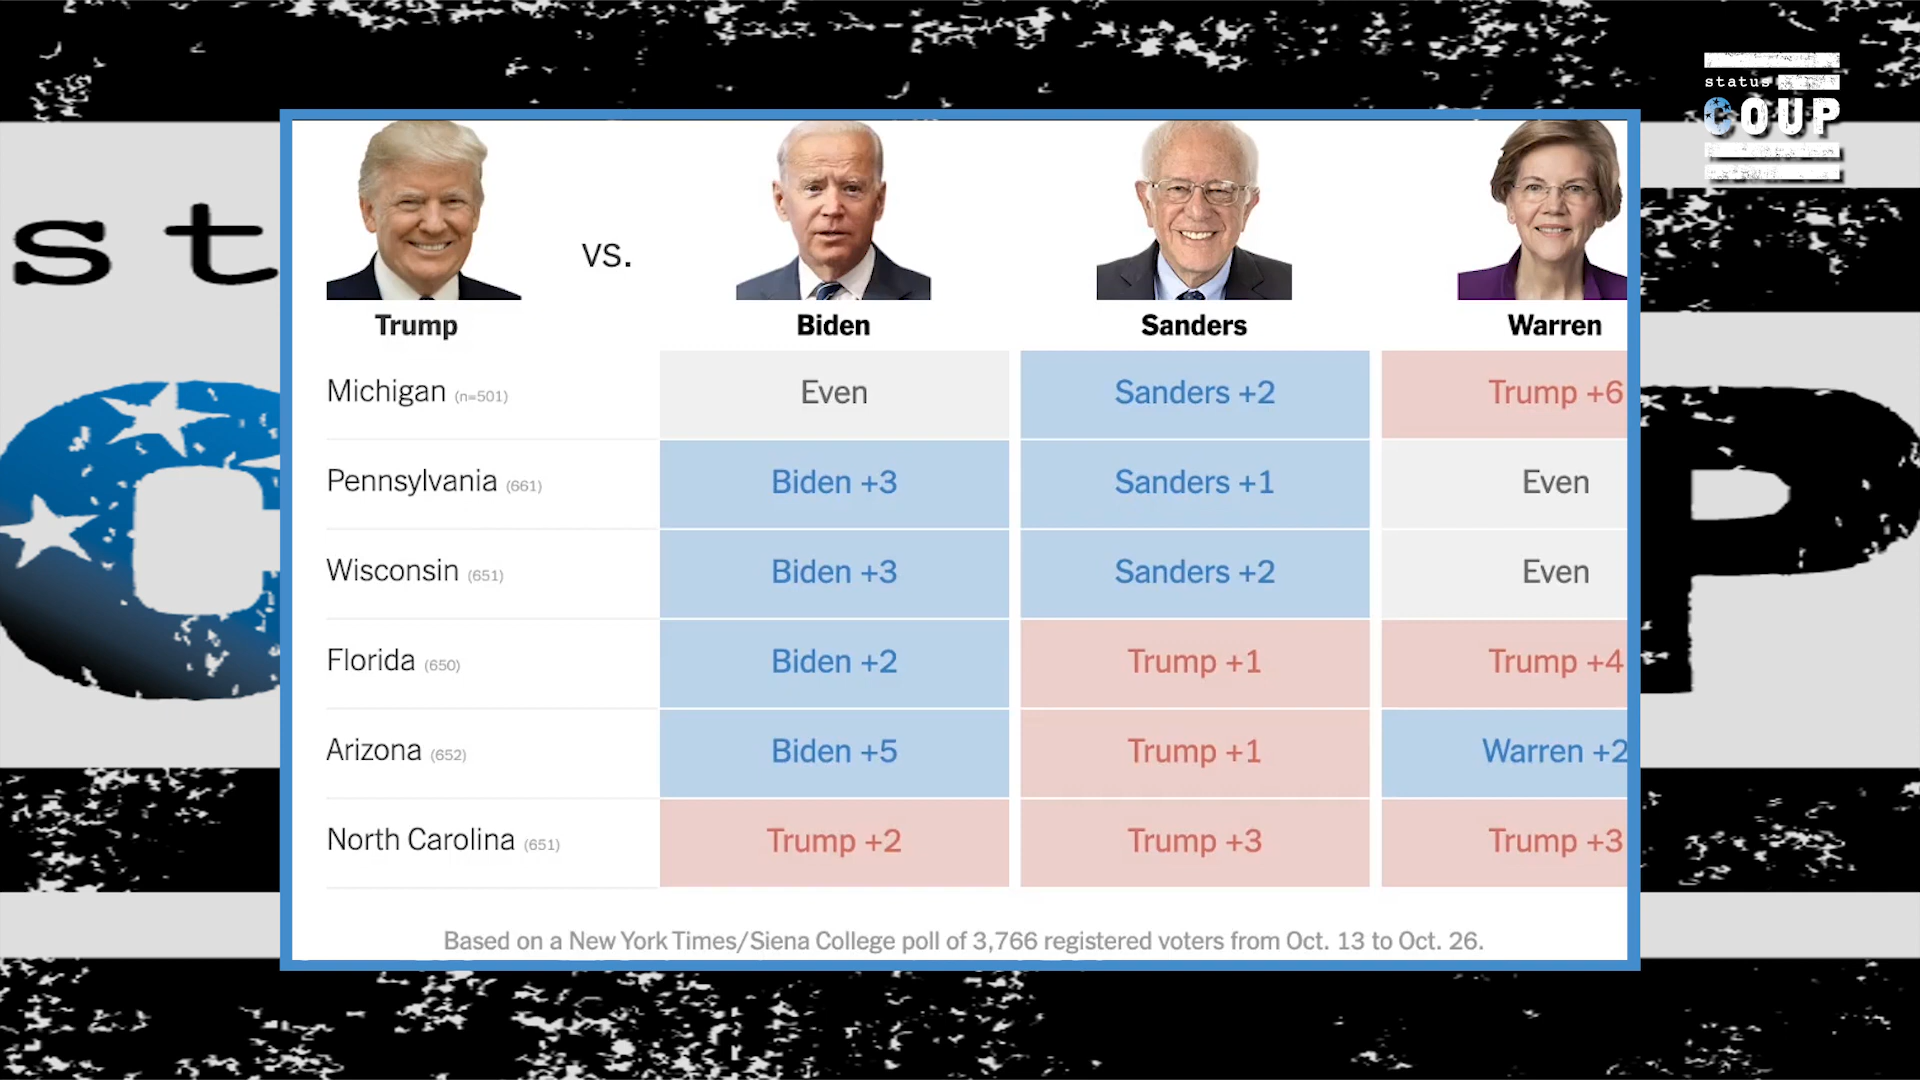 status
COUP
st
C
P
vs.
Trump Biden Sanders Warren
Michigan (n=501) Even Sanders +2 Trump +6
Pennsylvania (661) Biden +3 Sanders +1 Even
Wisconsin (651) Biden +3 Sanders +2 Even
Florida (650) Biden +2 Trump +1 Trump +4
Arizona (652) Biden +5 Trump +1 Warren +2
North Carolina (651) Trump +2 Trump +3 Trump +3
Based on a New York Times/Siena College poll of 3,766 registered voters from Oct. 13 to Oct. 26.